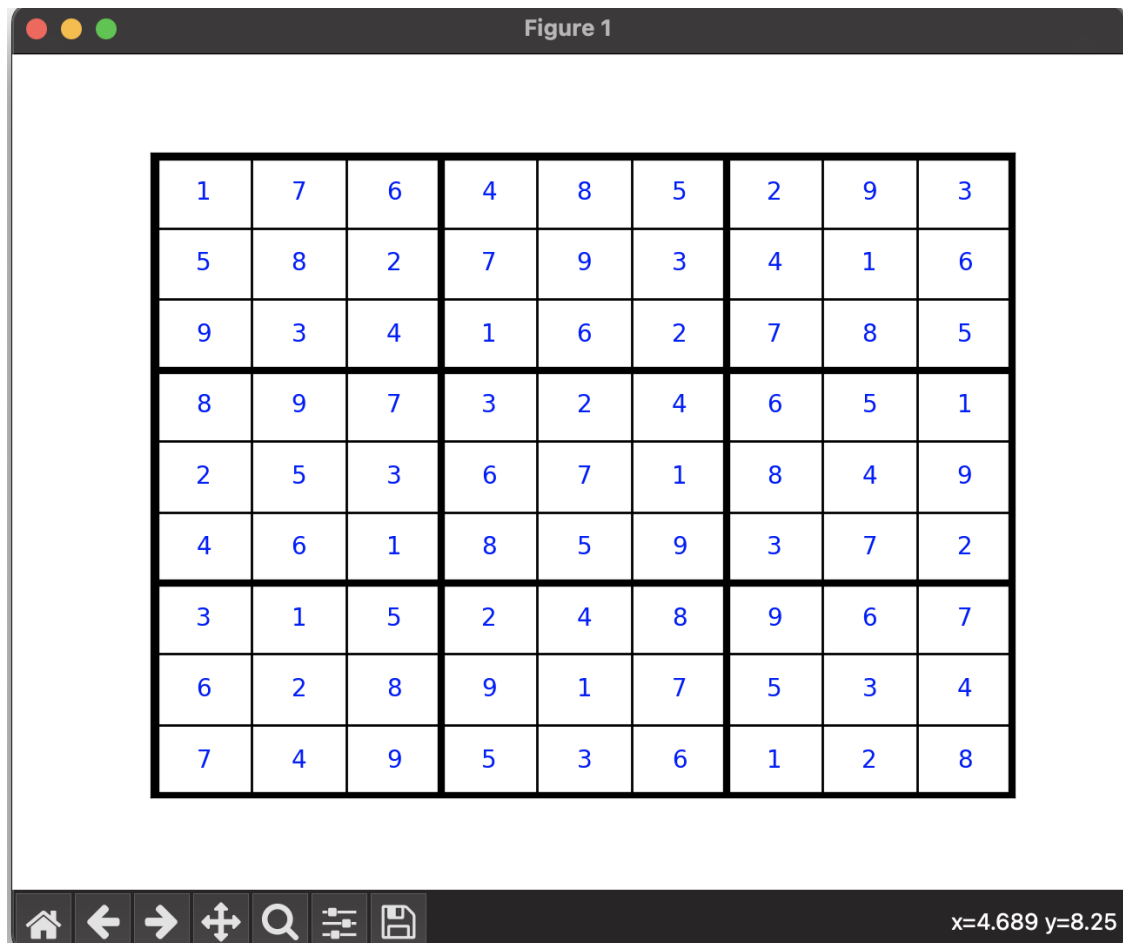 Figure 1
1 7 6 4 8 5 2 9 3
5 8 2 7 9 3 4 1 6
9 3 4 1 6 2 7 8 5
8 9 7 3 2 4 6 5 1
2 5 3 6 7 1 8 4 9
4 6 1 8 5 9 3 7 2
3 1 5 2 4 8 9 6 7
6 2 8 9 1 7 5 3 4
7 4 9 5 3 6 1 2 8
x=4.689 y=8.25